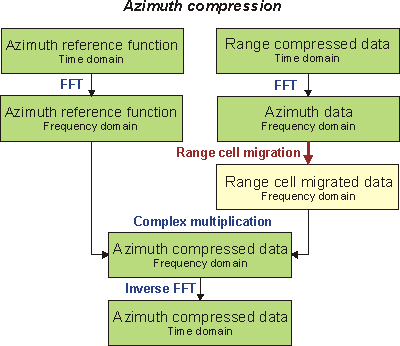 Azimuth compression
Azimuth reference function
Time domain
Range compressed data
Time domain
FFT
FFT
Azimuth reference function
Frequency domain
Azimuth data
Frequency domain
Range cell migration
Range cell migrated data
Frequency domain
Complex multiplication
Azimuth compressed data
Frequency domain
Inverse FFT
Azimuth compressed data
Time domain